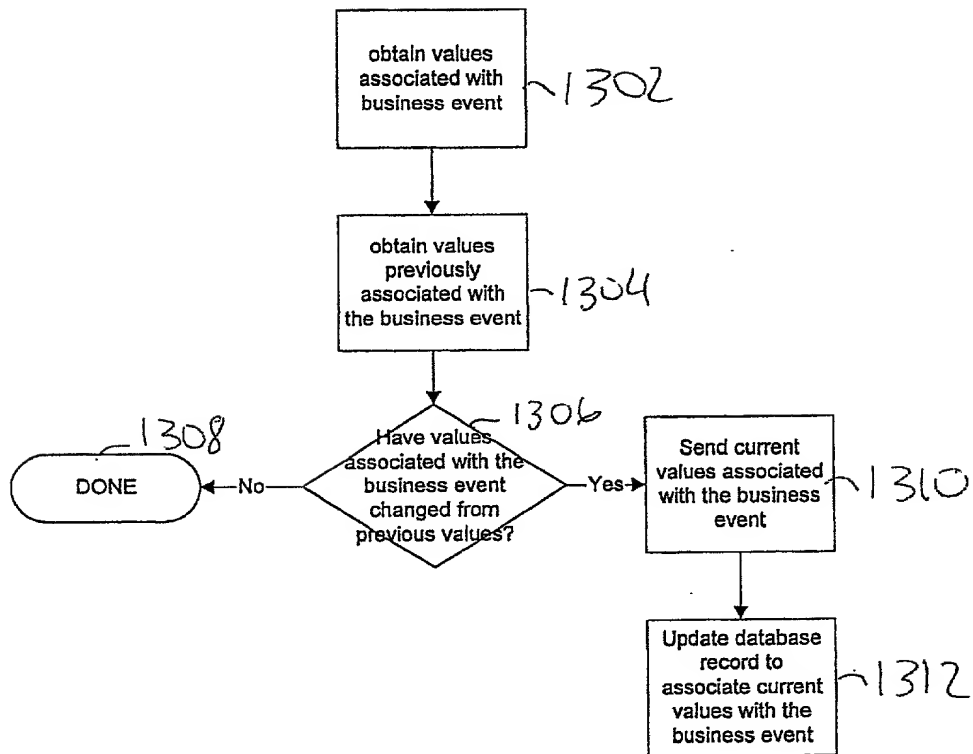 obtain values
associated with
business event
1302
obtain values
previously
associated with
the business event
1304
1306
Have values
associated with the
business event
changed from
previous values?
1308
DONE
No
Yes
Send current
values associated
with the business
event
1310
Update database
record to
associate current
values with the
business event
1312